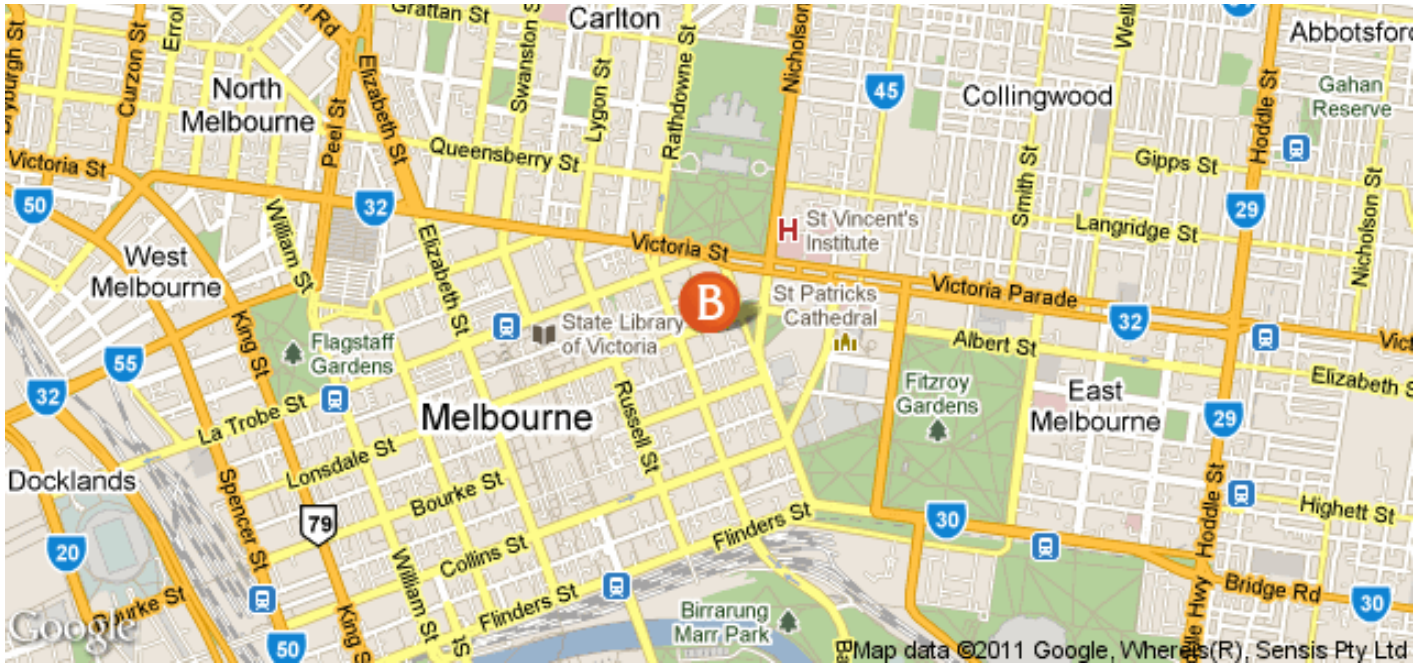 Grattan St
Carlton
Abbotsford
Curzon St
Peel St
Elizabeth St
Swanston St
Lygon St
Rathdowne St
Nicholson
45
Collingwood
Hoddle St
Gahan
Reserve
North
Melbourne
Queensberry St
Victoria St
Gipps St
Smith St
50
32
William St
Elizabeth St
Victoria St
H
St Vincent's
Institute
Langridge St
29
Nicholson St
West
Melbourne
B
St Patricks
Cathedral
Victoria Parade
32
State Library
of Victoria
Albert St
Flagstaff
Gardens
King St
55
32
Fitzroy
Gardens
East
Melbourne
Elizabeth S
29
La Trobe St
Melbourne
Russell St
Docklands
Lonsdale St
Bourke St
Spencer St
79
Hoddle St
Highett St
20
Collins St
Flinders St
30
William St
Flinders St
Bridge Rd
30
Bourke St
King S
50
Birrarung
Marr Park
Google
Map data ©2011 Google, Whereis(R), Sensis Pty Ltd